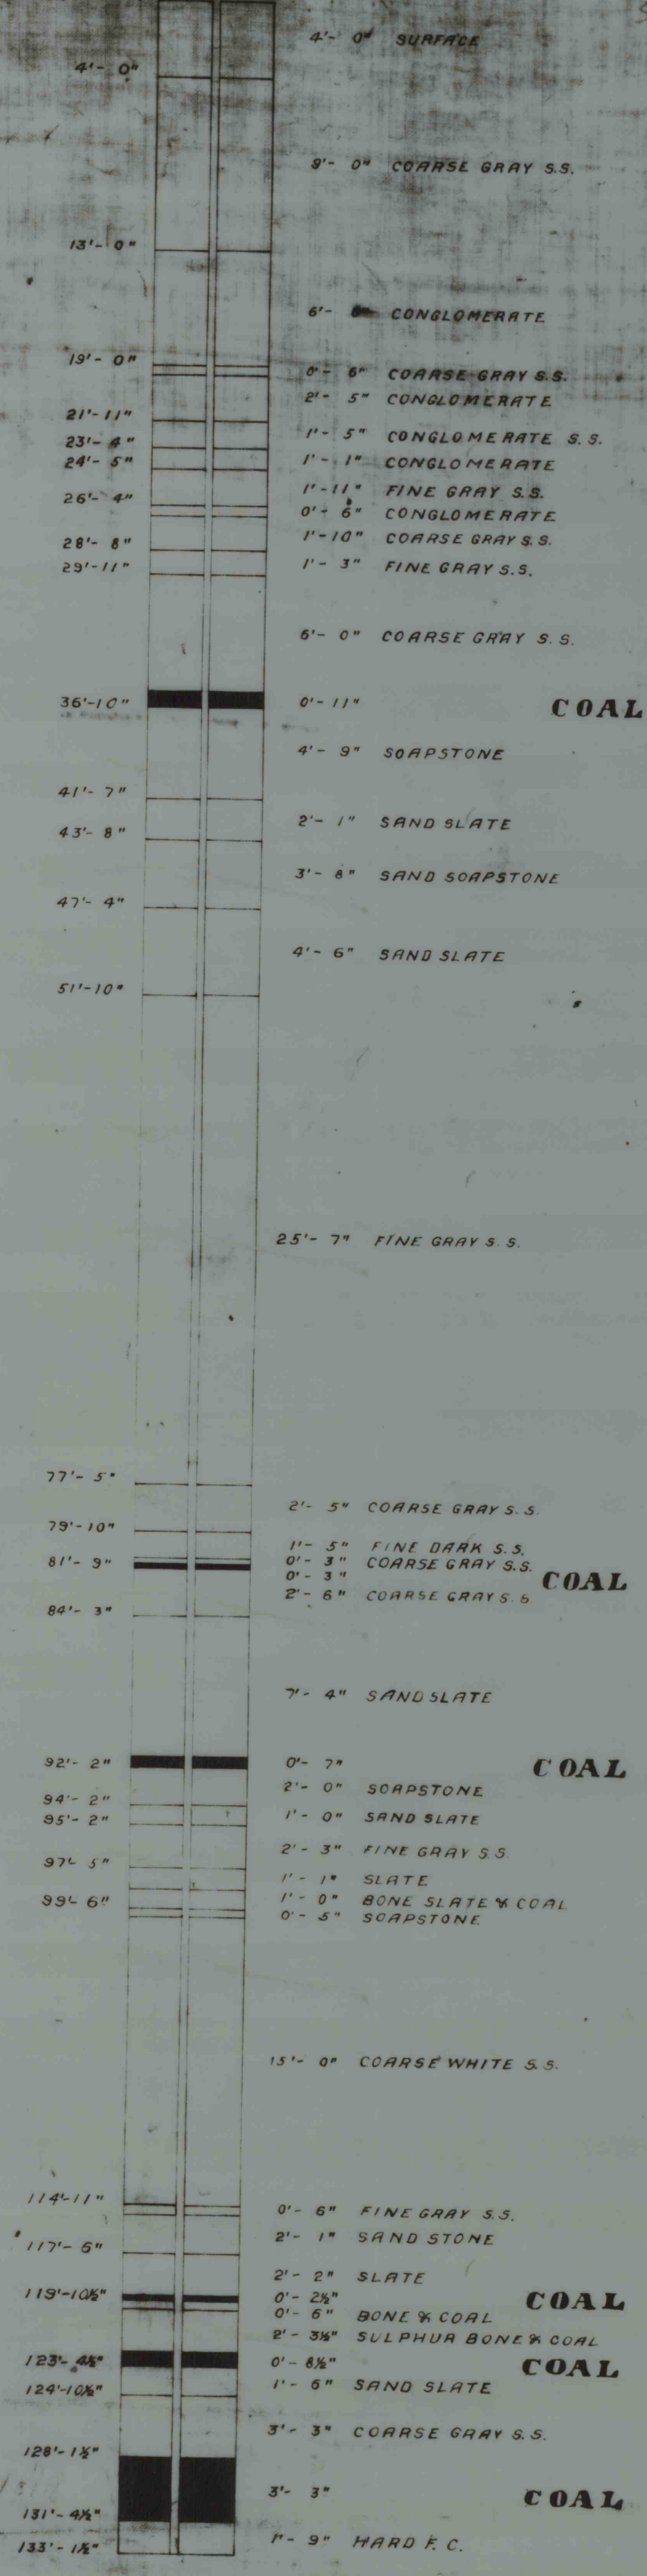 4'- 0" SURFACE
4'- 0"
9'- 0" COARSE GRAY S.S.
13'- 0"
6'- CONGLOMERATE
19'- 0"
0'- 6" COARSE GRAY S.S.
2'- 5" CONGLOMERATE
21'-11"
1'- 5" CONGLOMERATE S.S.
23'- 4"
1'- 1" CONGLOMERATE
24'- 5"
1'-11" FINE GRAY S.S.
26'- 4"
0'- 6" CONGLOMERATE
1'-10" COARSE GRAY S.S.
28'- 8"
1'- 3" FINE GRAY S.S.
29'-11"
6'- 0" COARSE GRAY S.S.
36'-10" 0'-11" COAL
4'- 9" SOAPSTONE
41'- 7"
2'- 1" SAND SLATE
43'- 8"
3'- 8" SAND SOAPSTONE
47'- 4"
4'- 6" SAND SLATE
51'-10"
25'- 7" FINE GRAY S.S.
77'- 5"
2'- 5" COARSE GRAY S.S.
79'-10"
1'- 5" FINE DARK S.S.
81'- 9" 0'- 3" COARSE GRAY S.S.
0'- 3" COAL
2'- 6" COARSE GRAY S.S
84'- 3"
7'- 4" SAND SLATE
92'- 2" 0'- 7" COAL
2'- 0" SOAPSTONE
94'- 2"
1'- 0" SAND SLATE
95'- 2"
2'- 3" FINE GRAY S.S.
97'- 5"
1'- 1" SLATE
99'- 6" 1'- 0" BONE SLATE & COAL
0'- 5" SOAPSTONE
15'- 0" COARSE WHITE S.S.
114'-11"
0'- 6" FINE GRAY S.S.
2'- 1" SAND STONE
117'- 6"
2'- 2" SLATE
119'-10½" 0'- 2½" COAL
0'- 6" BONE & COAL
2'- 3½" SULPHUR BONE & COAL
123'- 4½" 0'- 8½" COAL
1'- 6" SAND SLATE
124'-10½"
3'- 3" COARSE GRAY S.S.
128'- 1½"
3'- 3" COAL
131'- 4½"
1'- 9" HARD F.C.
133'- 1½"